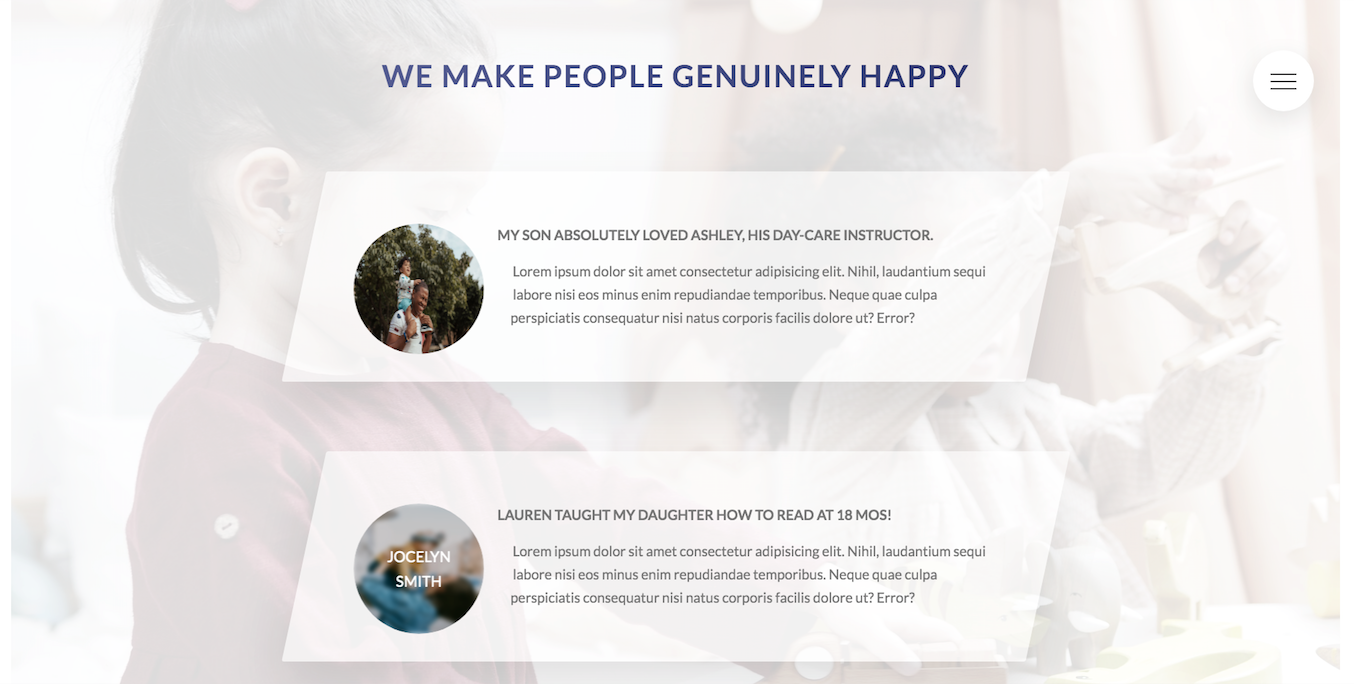 WE MAKE PEOPLE GENUINELY HAPPY
MY SON ABSOLUTELY LOVED ASHLEY, HIS DAY-CARE INSTRUCTOR.
Lorem ipsum dolor sit amet consectetur adipisicing elit. Nihil, laudantium sequi
labore nisi eos minus enim repudiandae temporibus. Neque quae culpa
perspiciatis consequatur nisi natus corporis facilis dolore ut? Error?
LAUREN TAUGHT MY DAUGHTER HOW TO READ AT 18 MOS!
JOCELYN
SMITH
Lorem ipsum dolor sit amet consectetur adipisicing elit. Nihil, laudantium sequi
labore nisi eos minus enim repudiandae temporibus. Neque quae culpa
perspiciatis consequatur nisi natus corporis facilis dolore ut? Error?